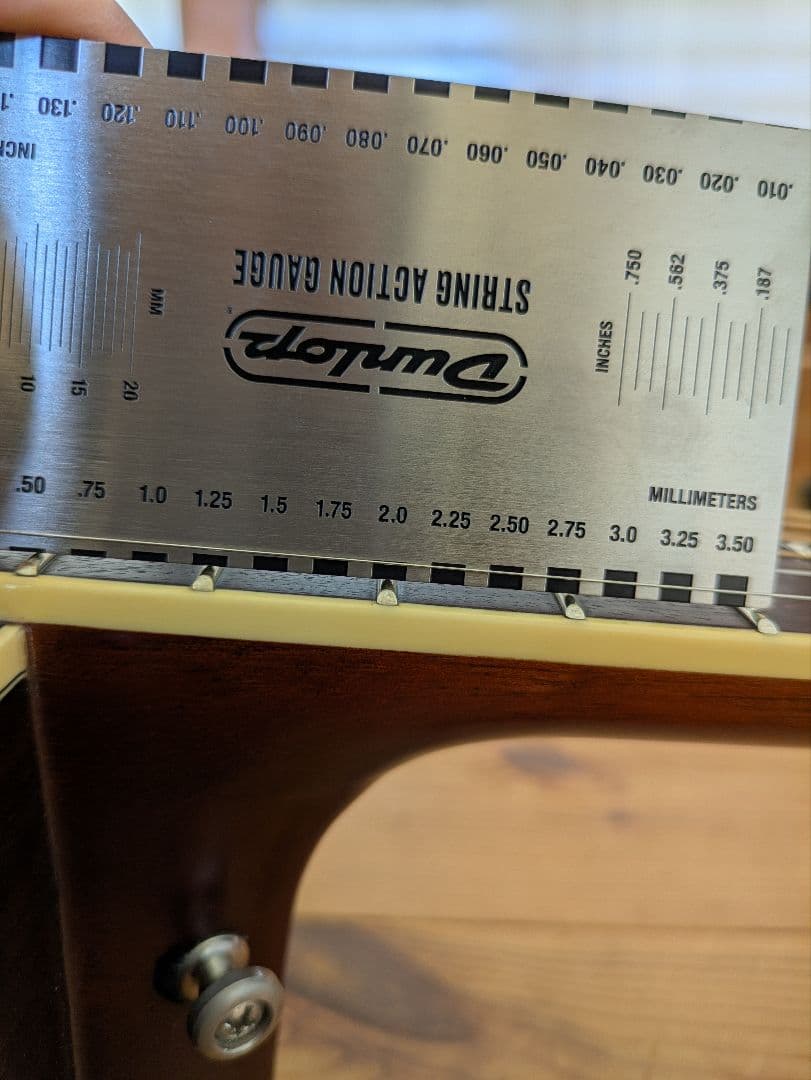 .130 .120 .110 .100 .090 .080 .070 .060 .050 .040 .030 .020 .010
STRING ACTION GAUGE
Dunlop
MM
10 15 20
INCHES
.750 .562 .375 .187
MILLIMETERS
.50 .75 1.0 1.25 1.5 1.75 2.0 2.25 2.50 2.75 3.0 3.25 3.50